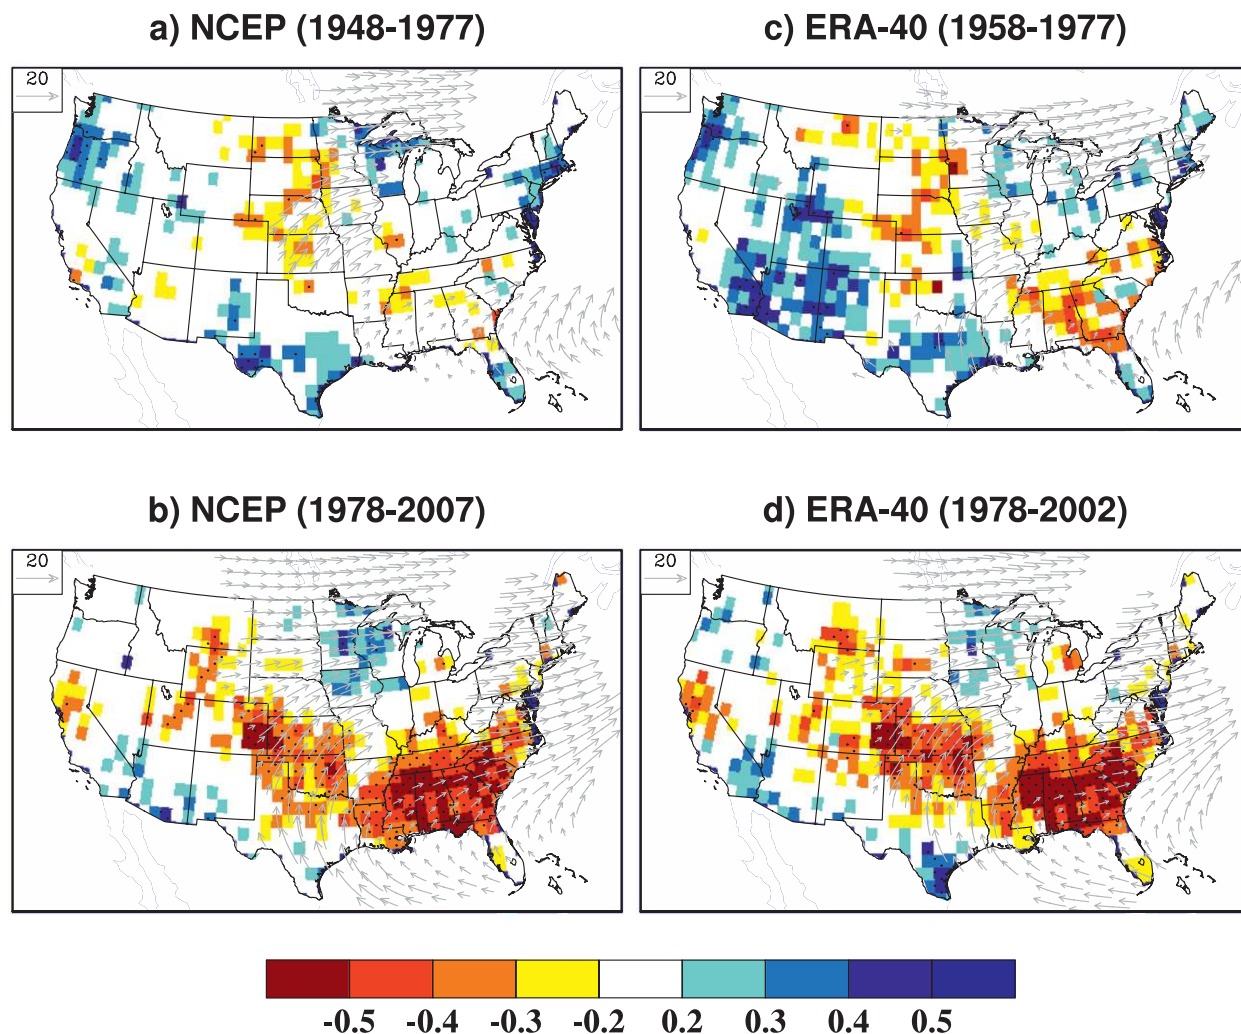 a) NCEP (1948-1977)
c) ERA-40 (1958-1977)
20
20
b) NCEP (1978-2007)
d) ERA-40 (1978-2002)
20
20
-0.5 -0.4 -0.3 -0.2 0.2 0.3 0.4 0.5